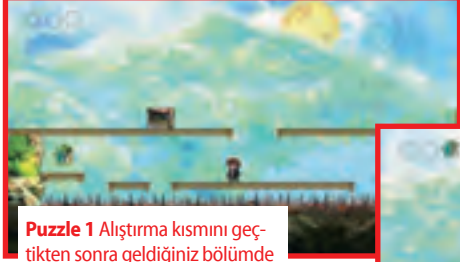 Puzzle 1 Alıştırma kısmını geç-
tikten sonra geldiğiniz bölümde